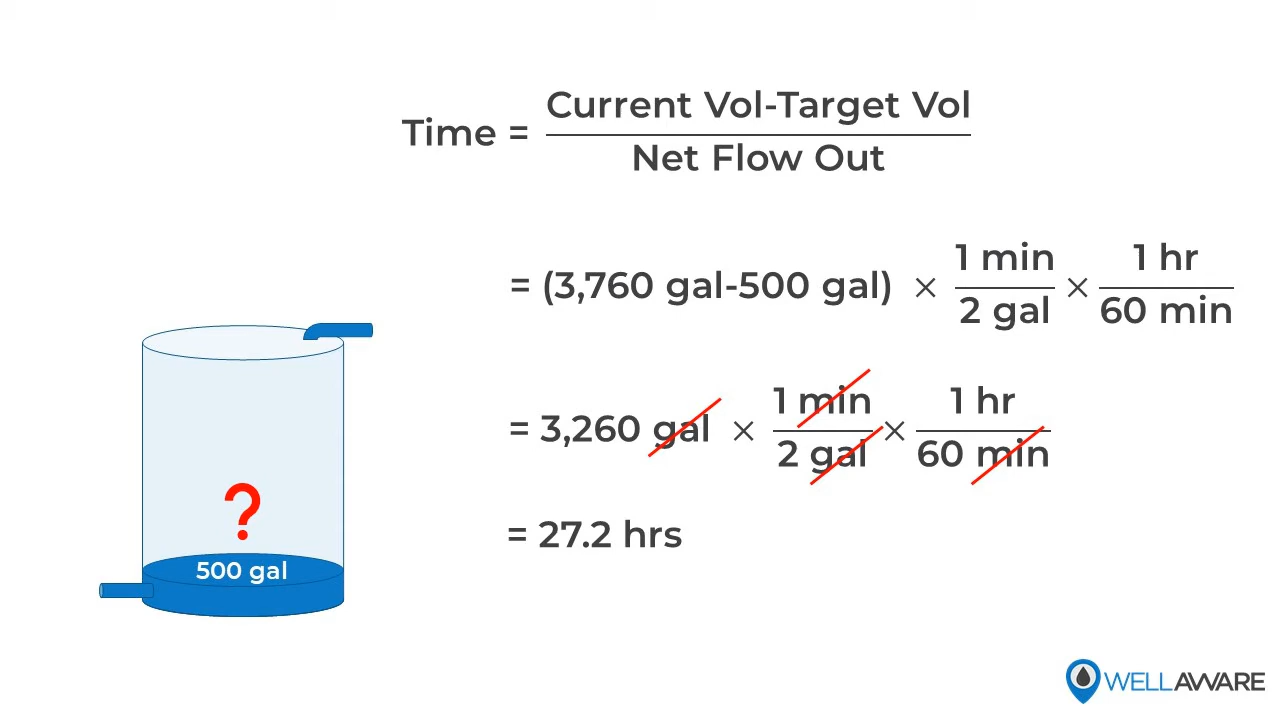 Time = Current Vol-Target Vol
Net Flow Out
= (3,760 gal-500 gal) × 1 min / 2 gal × 1 hr / 60 min
= 3,260 gal × 1 min / 2 gal × 1 hr / 60 min
= 27.2 hrs
?
500 gal
WELLAWARE